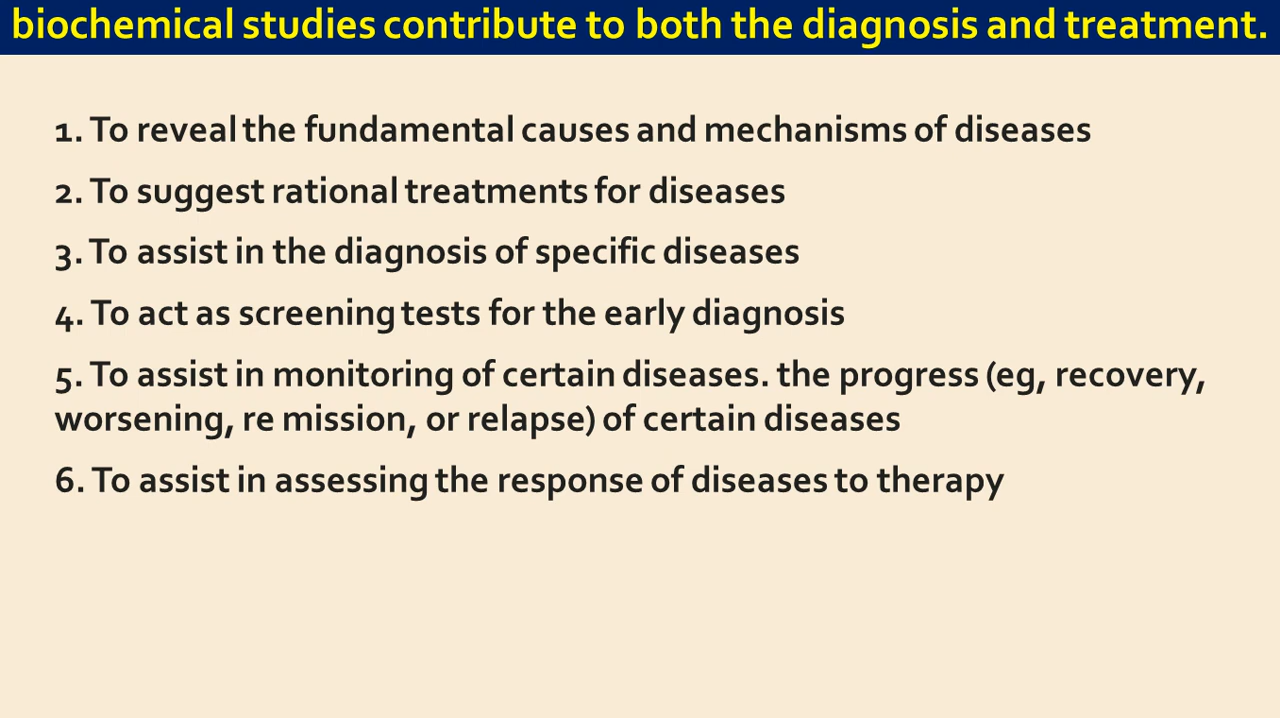 biochemical studies contribute to both the diagnosis and treatment.
1. To reveal the fundamental causes and mechanisms of diseases
2. To suggest rational treatments for diseases
3. To assist in the diagnosis of specific diseases
4. To act as screening tests for the early diagnosis
5. To assist in monitoring of certain diseases. the progress (eg, recovery,
worsening, re mission, or relapse) of certain diseases
6. To assist in assessing the response of diseases to therapy